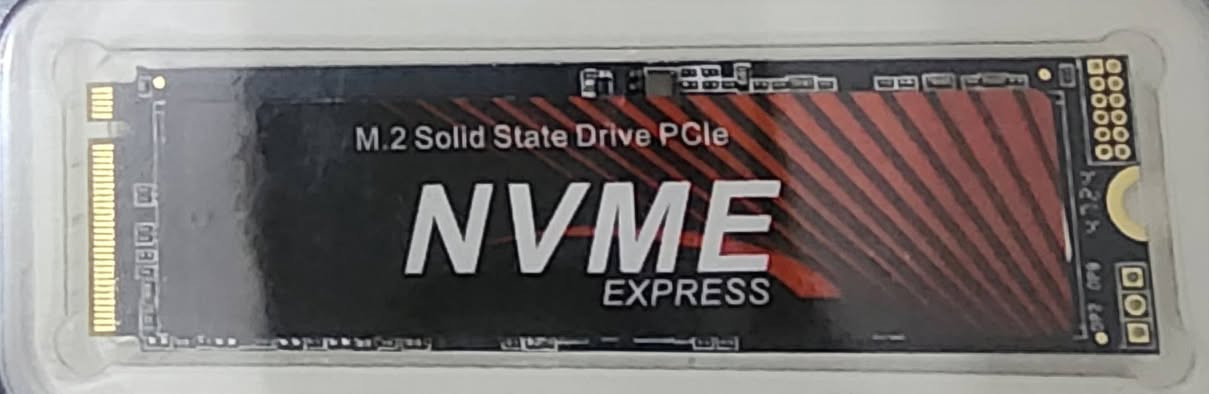 M.2 Solid State Drive PCIe
NVME
EXPRESS